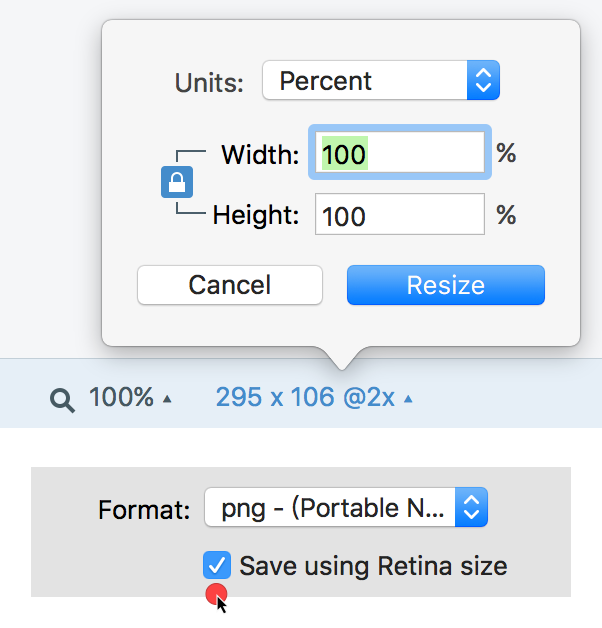 Units: Percent
Width: 100 %
Height: 100 %
Cancel Resize
100% ▲ 295 x 106 @2x ▲
Format: png - (Portable N...
Save using Retina size